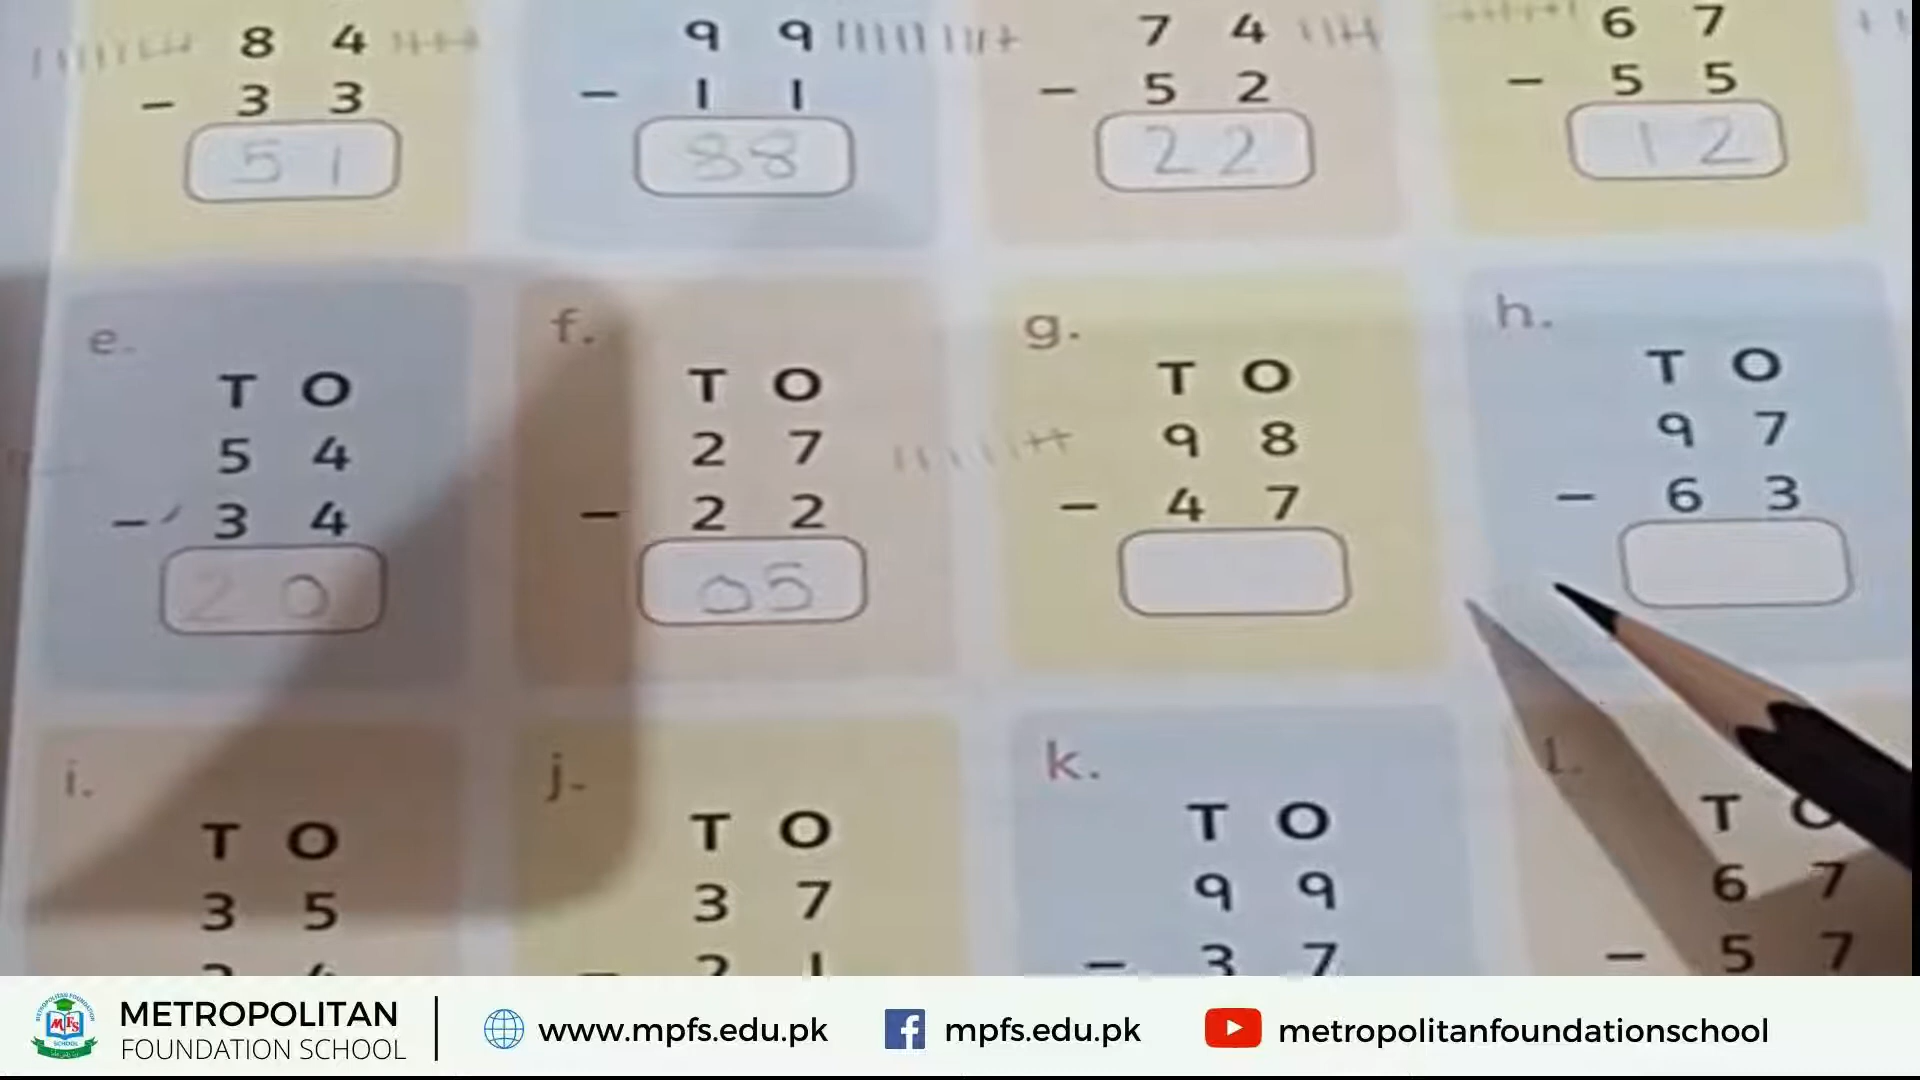 8 4
- 3 3
51
9 9
- 1 1
88
7 4
- 5 2
22
6 7
- 5 5
12
e.
T O
5 4
- 3 4
20
f.
T O
2 7
- 2 2
05
g.
T O
9 8
- 4 7
h.
T O
9 7
- 6 3
i.
T O
3 5
j.
T O
3 7
- 2 1
k.
T O
9 9
- 3 7
l.
T O
6 7
- 5 7
METROPOLITAN
FOUNDATION SCHOOL
www.mpfs.edu.pk
mpfs.edu.pk
metropolitanfoundationschool